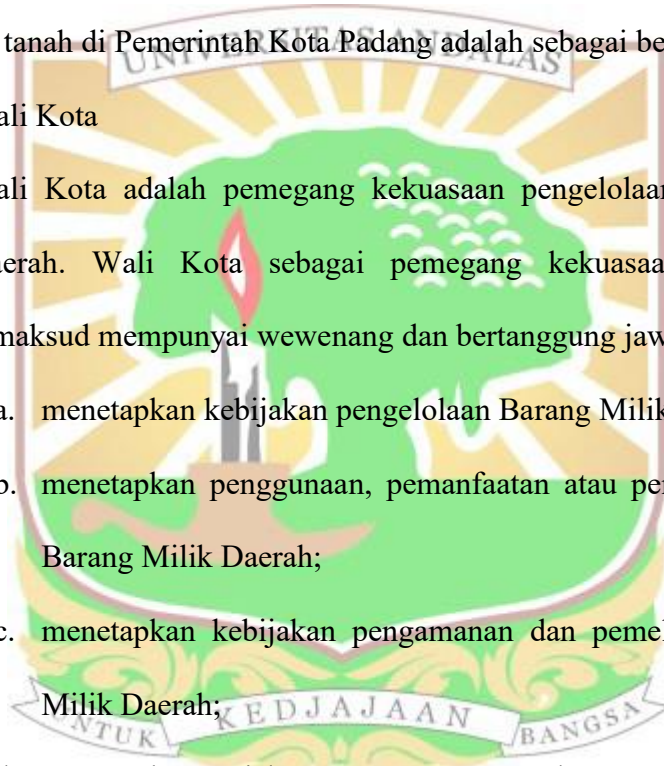 tanah di Pemerintah Kota Padang adalah sebagai be
UNIVERSITAS ANDALAS
ali Kota
ali Kota adalah pemegang kekuasaan pengelolaan
aerah. Wali Kota sebagai pemegang kekuasaa
maksud mempunyai wewenang dan bertanggung jaw
a. menetapkan kebijakan pengelolaan Barang Milik
b. menetapkan penggunaan, pemanfaatan atau pe
Barang Milik Daerah;
c. menetapkan kebijakan pengamanan dan peme
Milik Daerah;
UNTUK KEDJAJAAN BANGSA